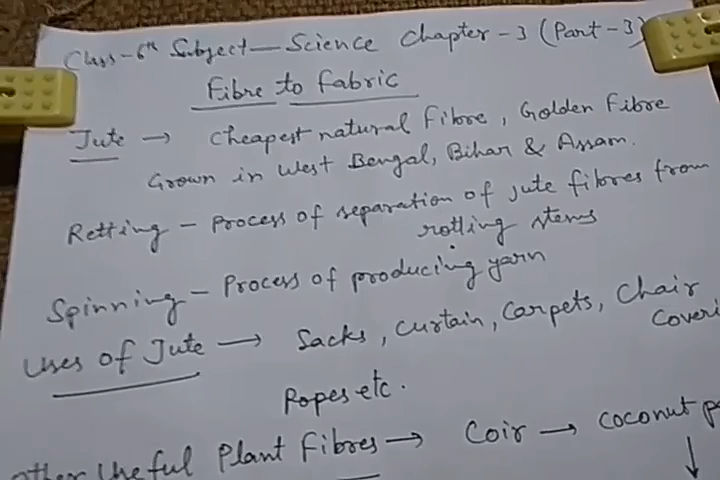 Class-6th Subject — Science Chapter - 3 (Part - 3)
Fibre to Fabric
Jute → Cheapest natural Fibre, Golden Fibre
Grown in West Bengal, Bihar & Assam.
Retting - Process of separation of jute fibres from
rotting stems
Spinning - Process of producing yarn
Uses of Jute → Sacks, Curtain, Carpets, Chair
Ropes etc.
Other Useful Plant Fibres → Coir → Coconut